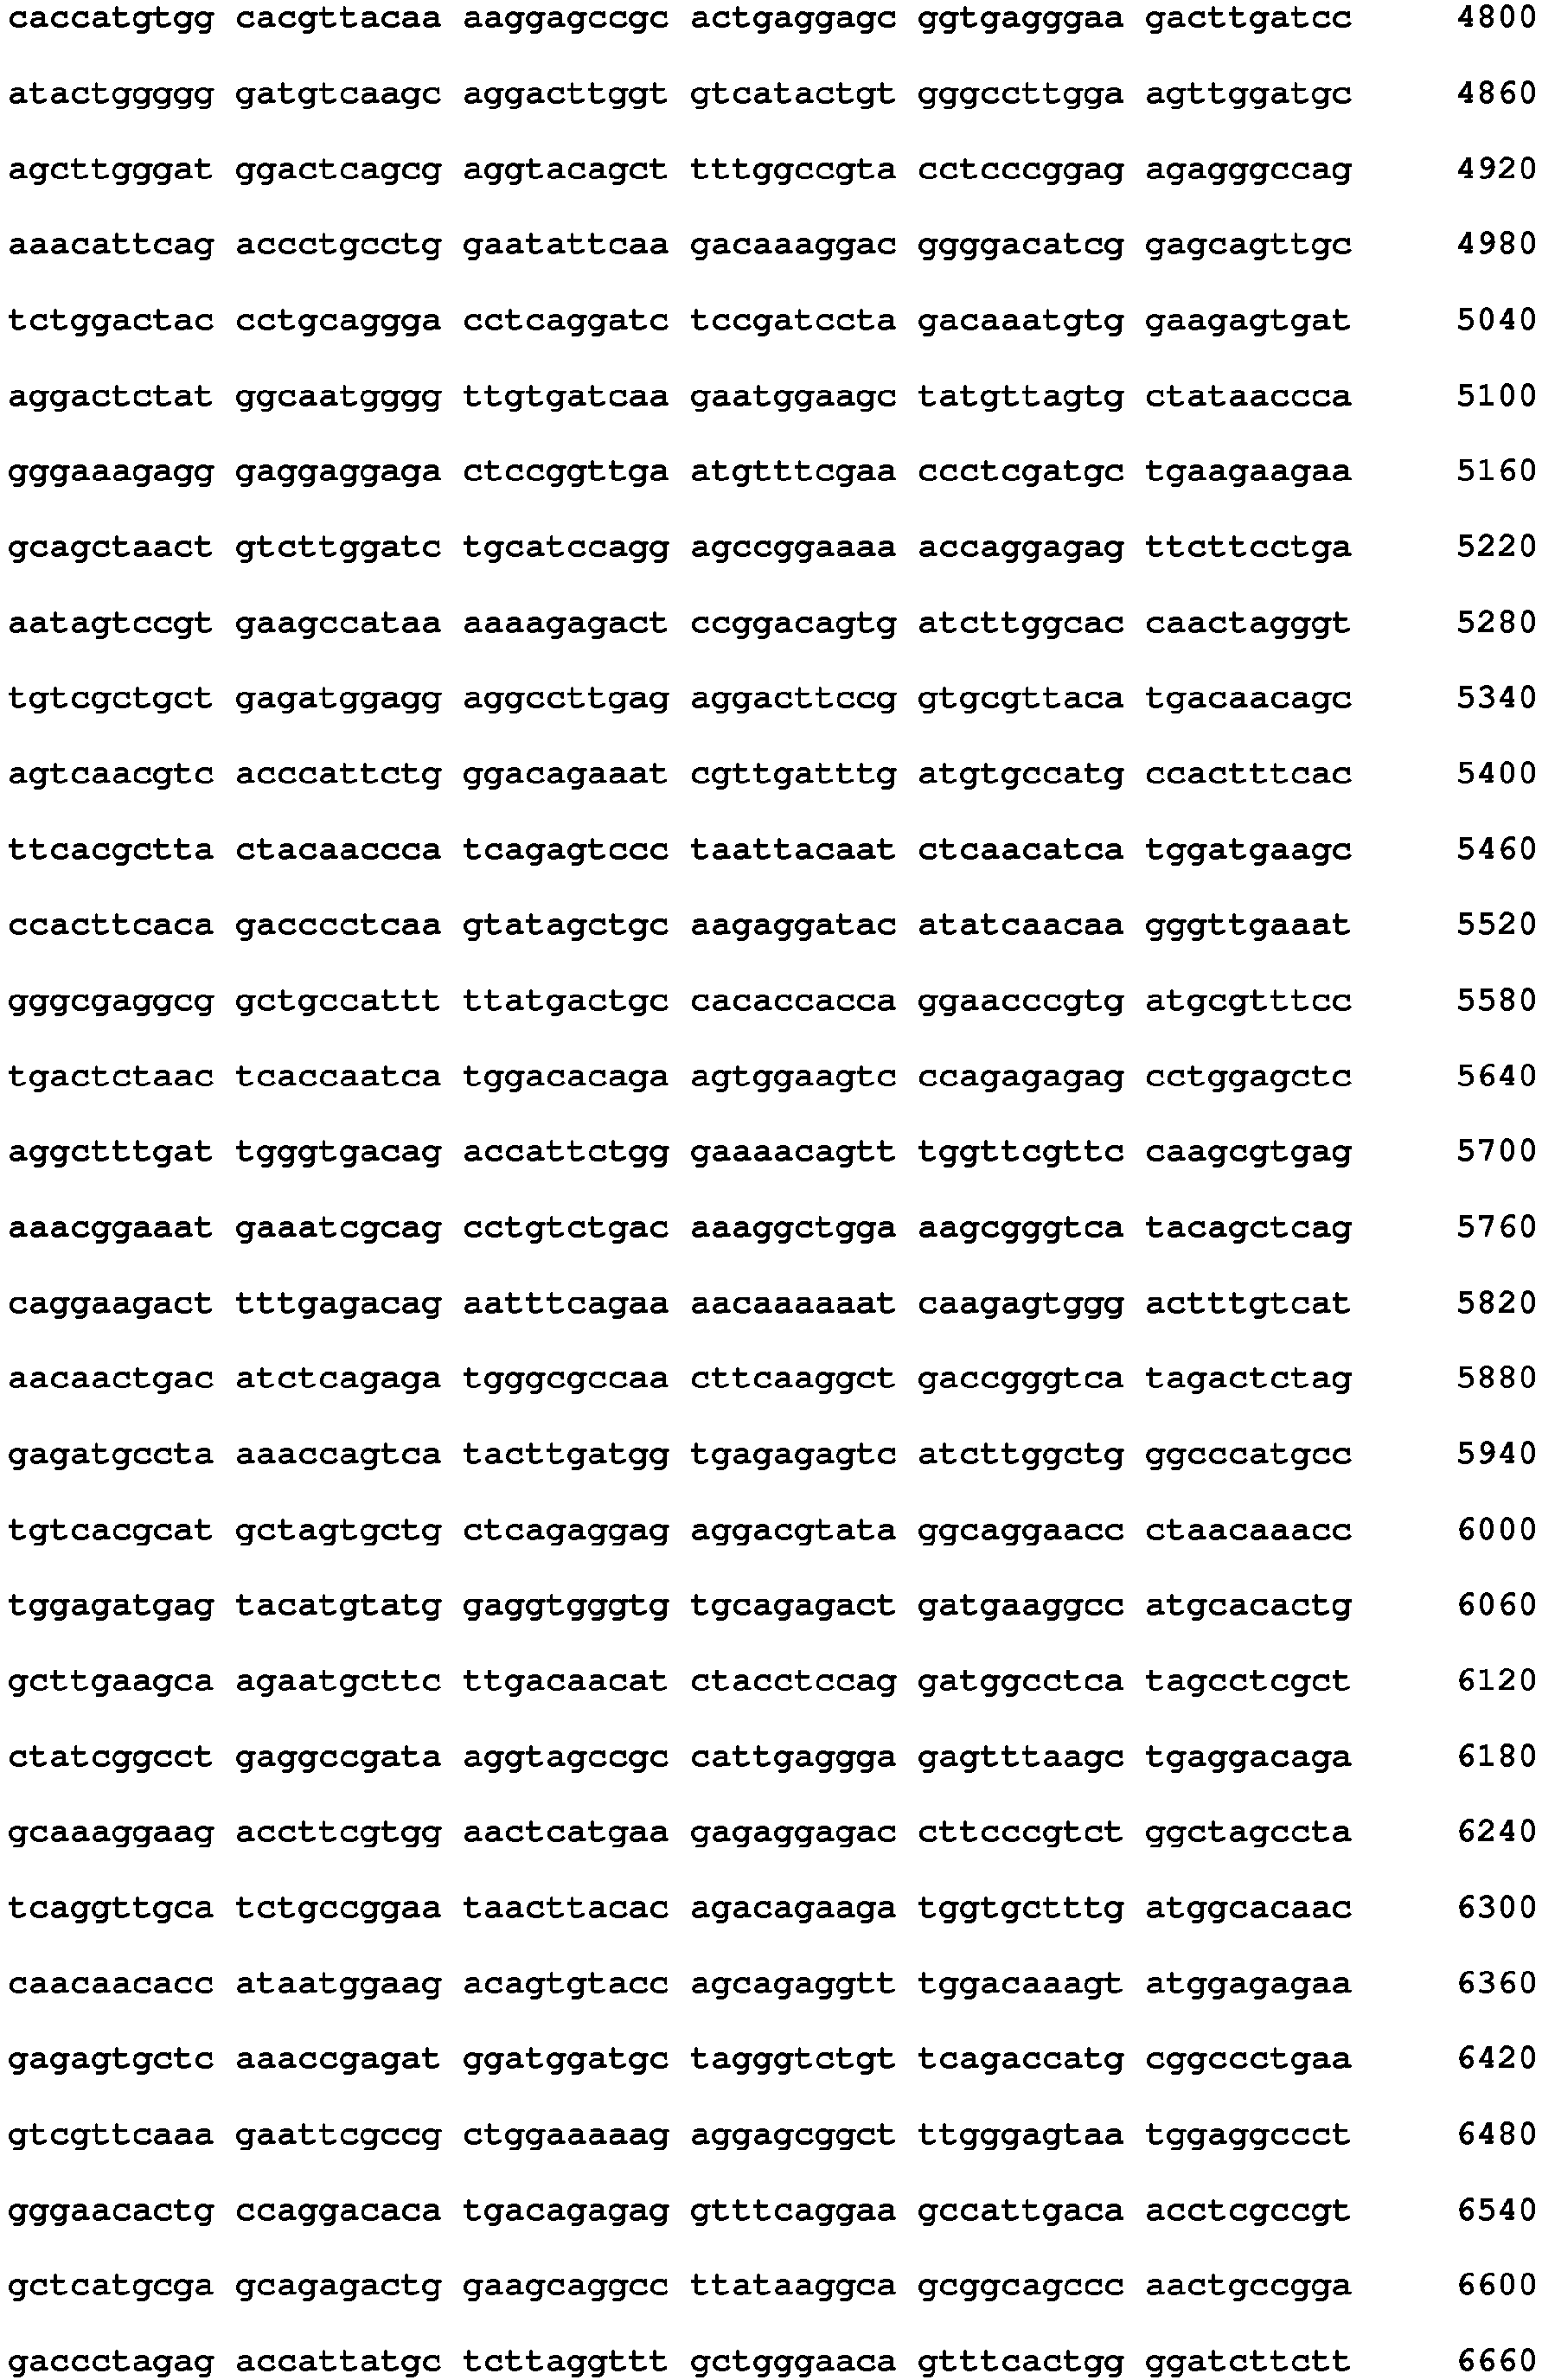 caccatgtgg cacgttacaa aaggagccgc actgaggagc ggtgagggaa gacttgatcc 4800
atactggggg gatgtcaagc aggacttggt gtcatactgt gggccttgga agttggatgc 4860
agcttgggat ggactcagcg aggtacagct tttggccgta cctcccggag agagggccag 4920
aaacattcag accctgcctg gaatattcaa gacaaaggac ggggacatcg gagcagttgc 4980
tctggactac cctgcaggga cctcaggatc tccgatccta gacaaatgtg gaagagtgat 5040
aggactctat ggcaatgggg ttgtgatcaa gaatggaagc tatgttagtg ctataaccca 5100
gggaaagagg gaggaggaga ctccggttga atgtttcgaa ccctcgatgc tgaagaagaa 5160
gcagctaact gtcttggatc tgcatccagg agccggaaaa accaggagag ttcttcctga 5220
aatagtccgt gaagccataa aaaagagact ccggacagtg atcttggcac caactagggt 5280
tgtcgctgct gagatggagg aggccttgag aggacttccg gtgcgttaca tgacaacagc 5340
agtcaacgtc acccattctg ggacagaaat cgttgatttg atgtgccatg ccactttcac 5400
ttcacgctta ctacaaccca tcagagtccc taattacaat ctcaacatca tggatgaagc 5460
ccacttcaca gacccctcaa gtatagctgc aagaggatac atatcaacaa gggttgaaat 5520
gggcgaggcg gctgccattt ttatgactgc cacaccacca ggaacccgtg atgcgtttcc 5580
tgactctaac tcaccaatca tggacacaga agtggaagtc ccagagagag cctggagctc 5640
aggctttgat tgggtgacag accattctgg gaaaacagtt tggttcgttc caagcgtgag 5700
aaacggaaat gaaatcgcag cctgtctgac aaaggctgga aagcgggtca tacagctcag 5760
caggaagact tttgagacag aatttcagaa aacaaaaaat caagagtggg actttgtcat 5820
aacaactgac atctcagaga tgggcgccaa cttcaaggct gaccgggtca tagactctag 5880
gagatgccta aaaccagtca tacttgatgg tgagagagtc atcttggctg ggcccatgcc 5940
tgtcacgcat gctagtgctg ctcagaggag aggacgtata ggcaggaacc ctaacaaacc 6000
tggagatgag tacatgtatg gaggtgggtg tgcagagact gatgaaggcc atgcacactg 6060
gcttgaagca agaatgcttc ttgacaacat ctacctccag gatggcctca tagcctcgct 6120
ctatcggcct gaggccgata aggtagccgc cattgaggga gagtttaagc tgaggacaga 6180
gcaaaggaag accttcgtgg aactcatgaa gagaggagac cttcccgtct ggctagccta 6240
tcaggttgca tctgccggaa taacttacac agacagaaga tggtgctttg atggcacaac 6300
caacaacacc ataatggaag acagtgtacc agcagaggtt tggacaaagt atggagagaa 6360
gagagtgctc aaaccgagat ggatggatgc tagggtctgt tcagaccatg cggccctgaa 6420
gtcgttcaaa gaattcgccg ctggaaaaag aggagcggct ttgggagtaa tggaggccct 6480
gggaacactg ccaggacaca tgacagagag gtttcaggaa gccattgaca acctcgccgt 6540
gctcatgcga gcagagactg gaagcaggcc ttataaggca gcggcagccc aactgccgga 6600
gaccctagag accattatgc tcttaggttt gctgggaaca gtttcactgg ggatcttctt 6660